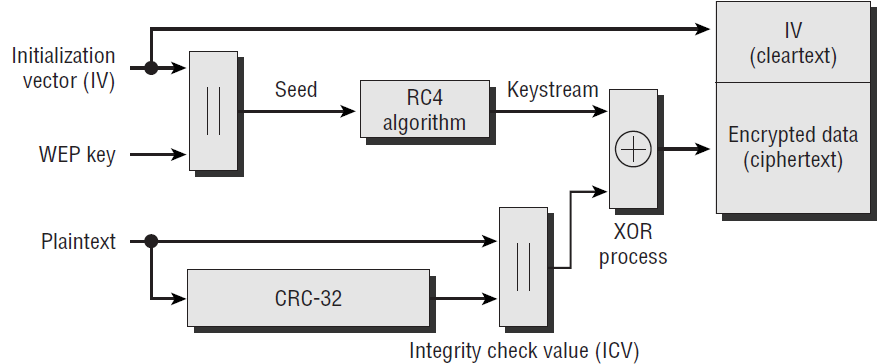 Initialization
vector (IV)
WEP key
Seed
RC4
algorithm
Keystream
IV
(cleartext)
Encrypted data
(ciphertext)
XOR
process
Plaintext
CRC-32
Integrity check value (ICV)